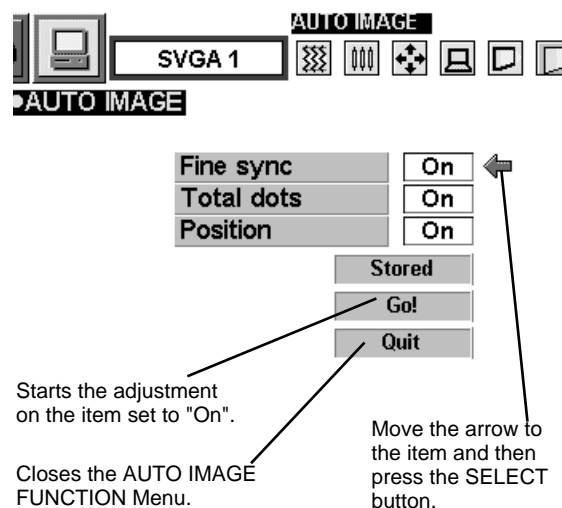 AUTO IMAGE
SVGA 1
●AUTO IMAGE
Fine sync On
Total dots On
Position On
Stored
Go!
Quit
Starts the adjustment
on the item set to "On".
Closes the AUTO IMAGE
FUNCTION Menu.
Move the arrow to
the item and then
press the SELECT
button.